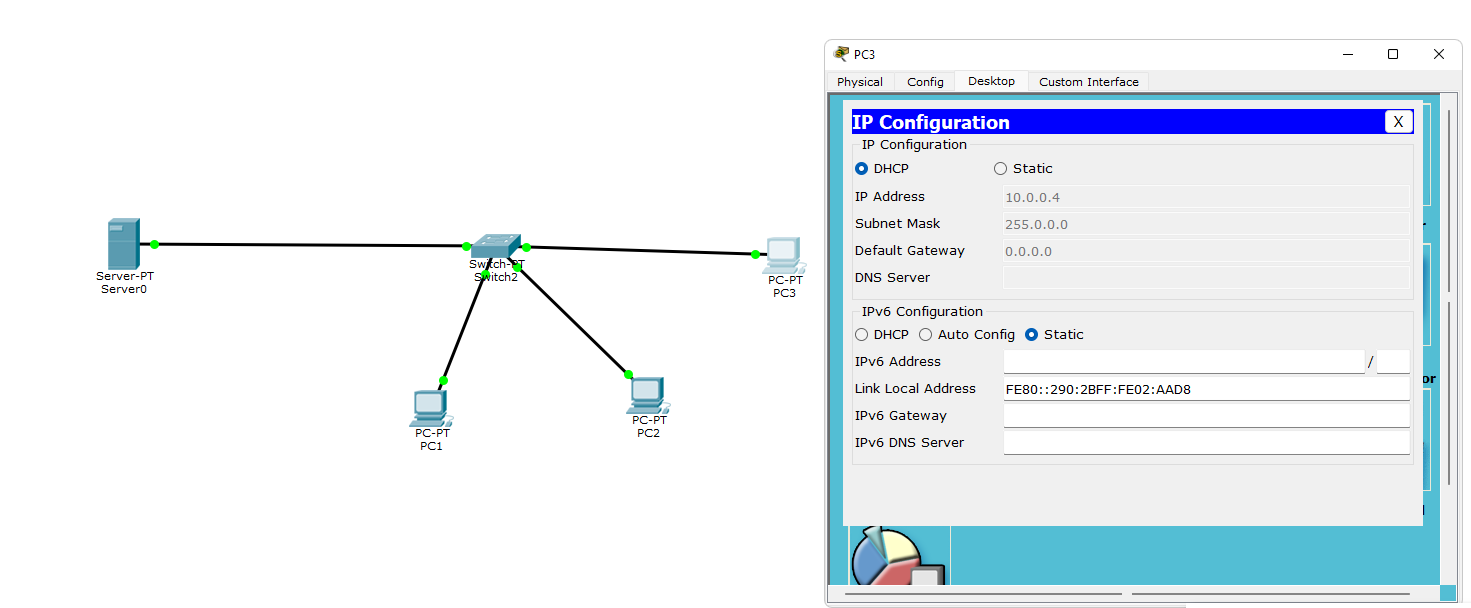 Server-PT
Server0
Switch-PT
Switch2
PC-PT
PC3
PC-PT
PC1
PC-PT
PC2
PC3
Physical Config Desktop Custom Interface
IP Configuration X
IP Configuration
DHCP Static
IP Address 10.0.0.4
Subnet Mask 255.0.0.0
Default Gateway 0.0.0.0
DNS Server
IPv6 Configuration
DHCP Auto Config Static
IPv6 Address /
Link Local Address FE80::290:2BFF:FE02:AAD8
IPv6 Gateway
IPv6 DNS Server
or